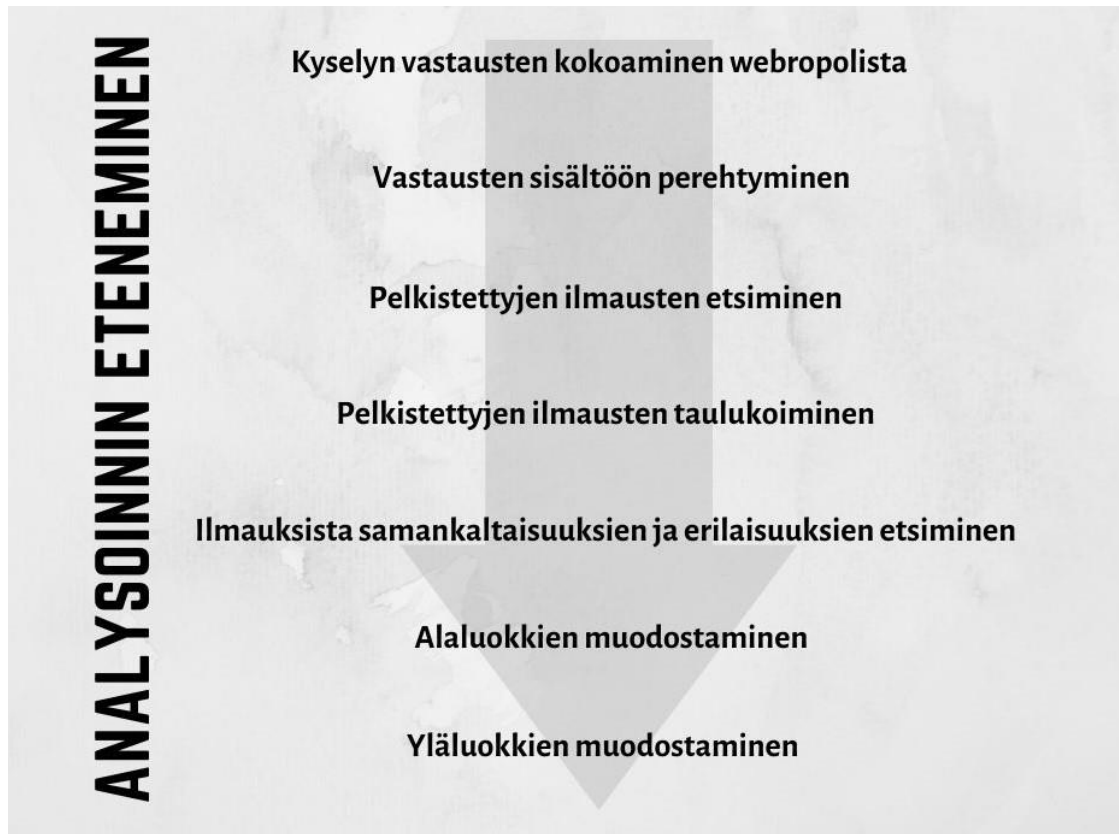 ANALYSOINNIN ETENEMINEN
Kyselyn vastausten kokoaminen webropolista
Vastausten sisältöön perehtyminen
Pelkistettyjen ilmausten etsiminen
Pelkistettyjen ilmausten taulukoiminen
Ilmauksista samankaltaisuuksien ja erilaisuuksien etsiminen
Alaluokkien muodostaminen
Yläluokkien muodostaminen